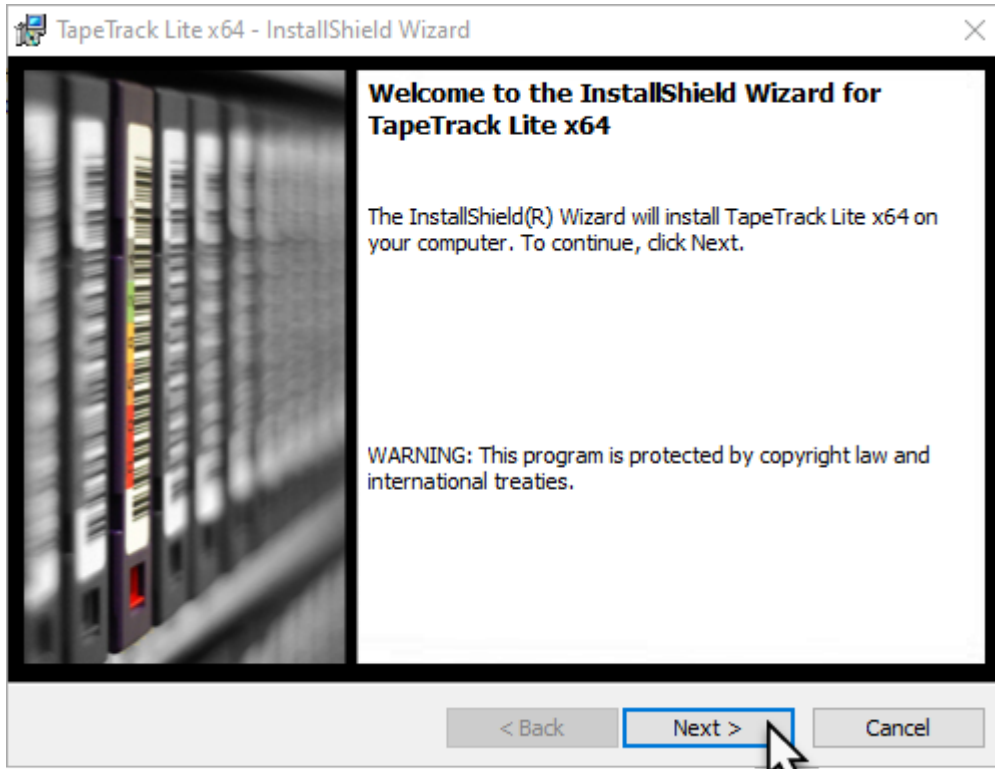 TapeTrack Lite x64 - InstallShield Wizard
Welcome to the InstallShield Wizard for
TapeTrack Lite x64
The InstallShield(R) Wizard will install TapeTrack Lite x64 on
your computer. To continue, click Next.
WARNING: This program is protected by copyright law and
international treaties.
< Back
Next >
Cancel